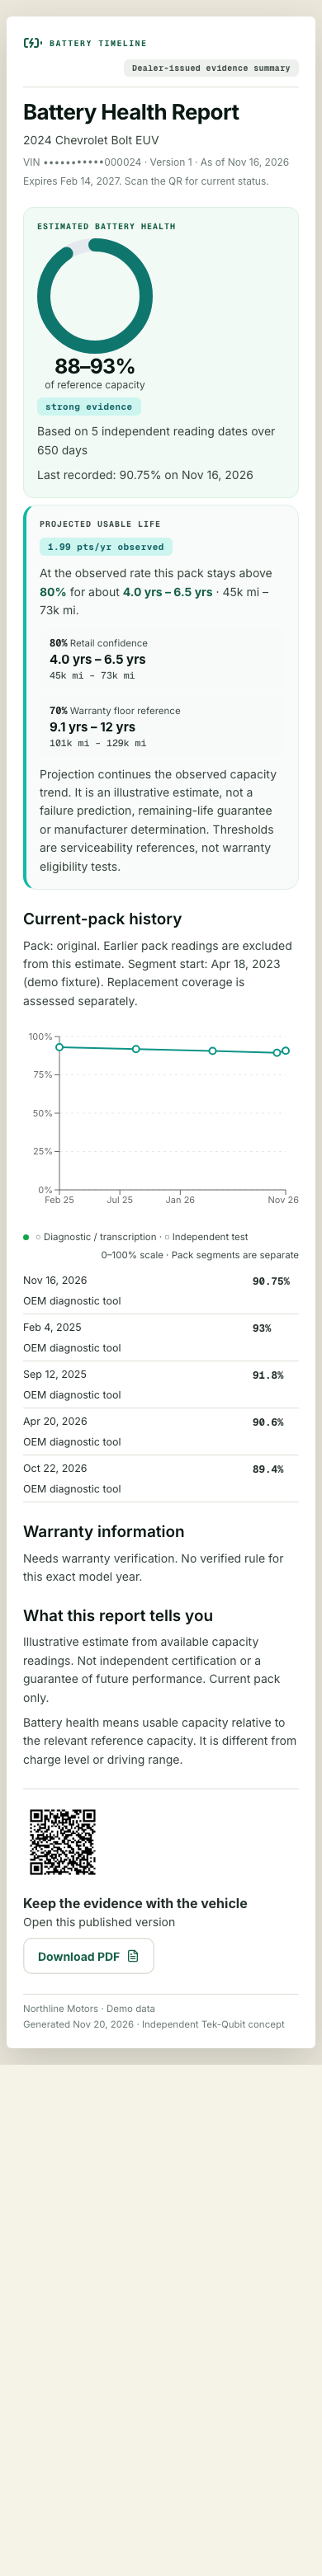 BATTERY TIMELINE
Dealer-issued evidence summary
Battery Health Report
2024 Chevrolet Bolt EUV
VIN •••••••••••000024 · Version 1 · As of Nov 16, 2026
Expires Feb 14, 2027. Scan the QR for current status.
ESTIMATED BATTERY HEALTH
88–93%
of reference capacity
strong evidence
Based on 5 independent reading dates over
650 days
Last recorded: 90.75% on Nov 16, 2026
PROJECTED USABLE LIFE
1.99 pts/yr observed
At the observed rate this pack stays above
80% for about 4.0 yrs – 6.5 yrs · 45k mi –
73k mi.
80% Retail confidence
4.0 yrs – 6.5 yrs
45k mi – 73k mi
70% Warranty floor reference
9.1 yrs – 12 yrs
101k mi – 129k mi
Projection continues the observed capacity
trend. It is an illustrative estimate, not a
failure prediction, remaining-life guarantee
or manufacturer determination. Thresholds
are serviceability references, not warranty
eligibility tests.
Current-pack history
Pack: original. Earlier pack readings are excluded
from this estimate. Segment start: Apr 18, 2023
(demo fixture). Replacement coverage is
assessed separately.
100%
75%
50%
25%
0%
Feb 25 Jul 25 Jan 26 Nov 26
○ Diagnostic / transcription · ○ Independent test
0–100% scale · Pack segments are separate
Nov 16, 2026 90.75%
OEM diagnostic tool
Feb 4, 2025 93%
OEM diagnostic tool
Sep 12, 2025 91.8%
OEM diagnostic tool
Apr 20, 2026 90.6%
OEM diagnostic tool
Oct 22, 2026 89.4%
OEM diagnostic tool
Warranty information
Needs warranty verification. No verified rule for
this exact model year.
What this report tells you
Illustrative estimate from available capacity
readings. Not independent certification or a
guarantee of future performance. Current pack
only.
Battery health means usable capacity relative to
the relevant reference capacity. It is different from
charge level or driving range.
Keep the evidence with the vehicle
Open this published version
Download PDF
Northline Motors · Demo data
Generated Nov 20, 2026 · Independent Tek-Qubit concept